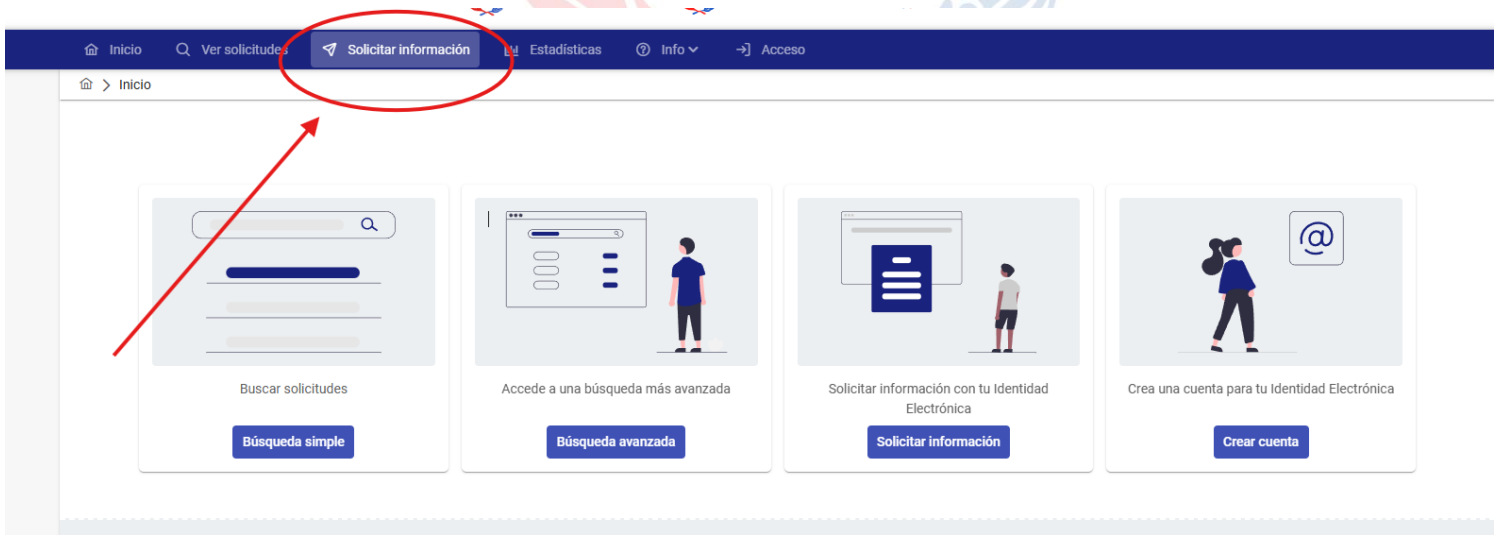 Inicio
Ver solicitudes
Solicitar información
Estadísticas
Info
Acceso
Inicio
Buscar solicitudes
Búsqueda simple
Accede a una búsqueda más avanzada
Búsqueda avanzada
Solicitar información con tu Identidad
Electrónica
Solicitar información
Crea una cuenta para tu Identidad Electrónica
Crear cuenta